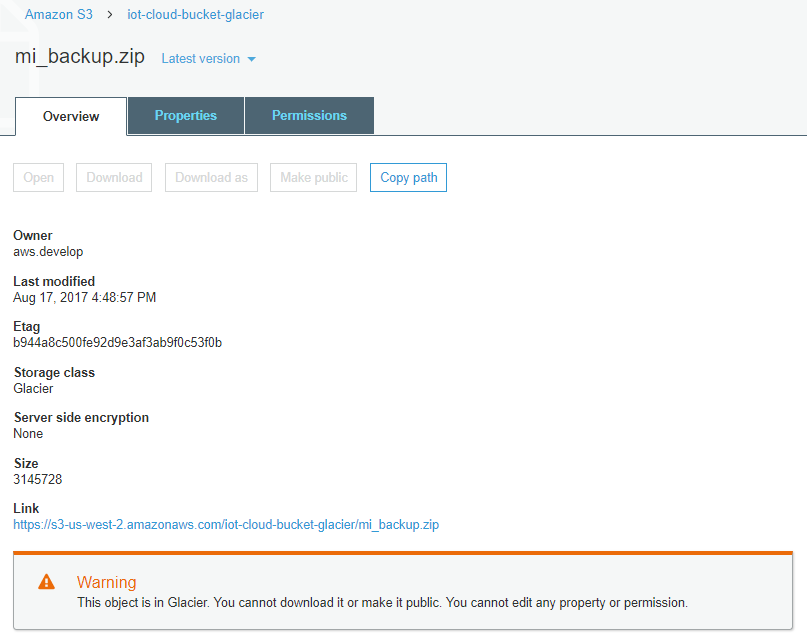 Amazon S3 > iot-cloud-bucket-glacier
mi_backup.zip Latest version
Overview Properties Permissions
Open Download Download as Make public Copy path
Owner
aws.develop
Last modified
Aug 17, 2017 4:48:57 PM
Etag
b944a8c500fe92d9e3af3ab9f0c53f0b
Storage class
Glacier
Server side encryption
None
Size
3145728
Link
https://s3-us-west-2.amazonaws.com/iot-cloud-bucket-glacier/mi_backup.zip
Warning
This object is in Glacier. You cannot download it or make it public. You cannot edit any property or permission.